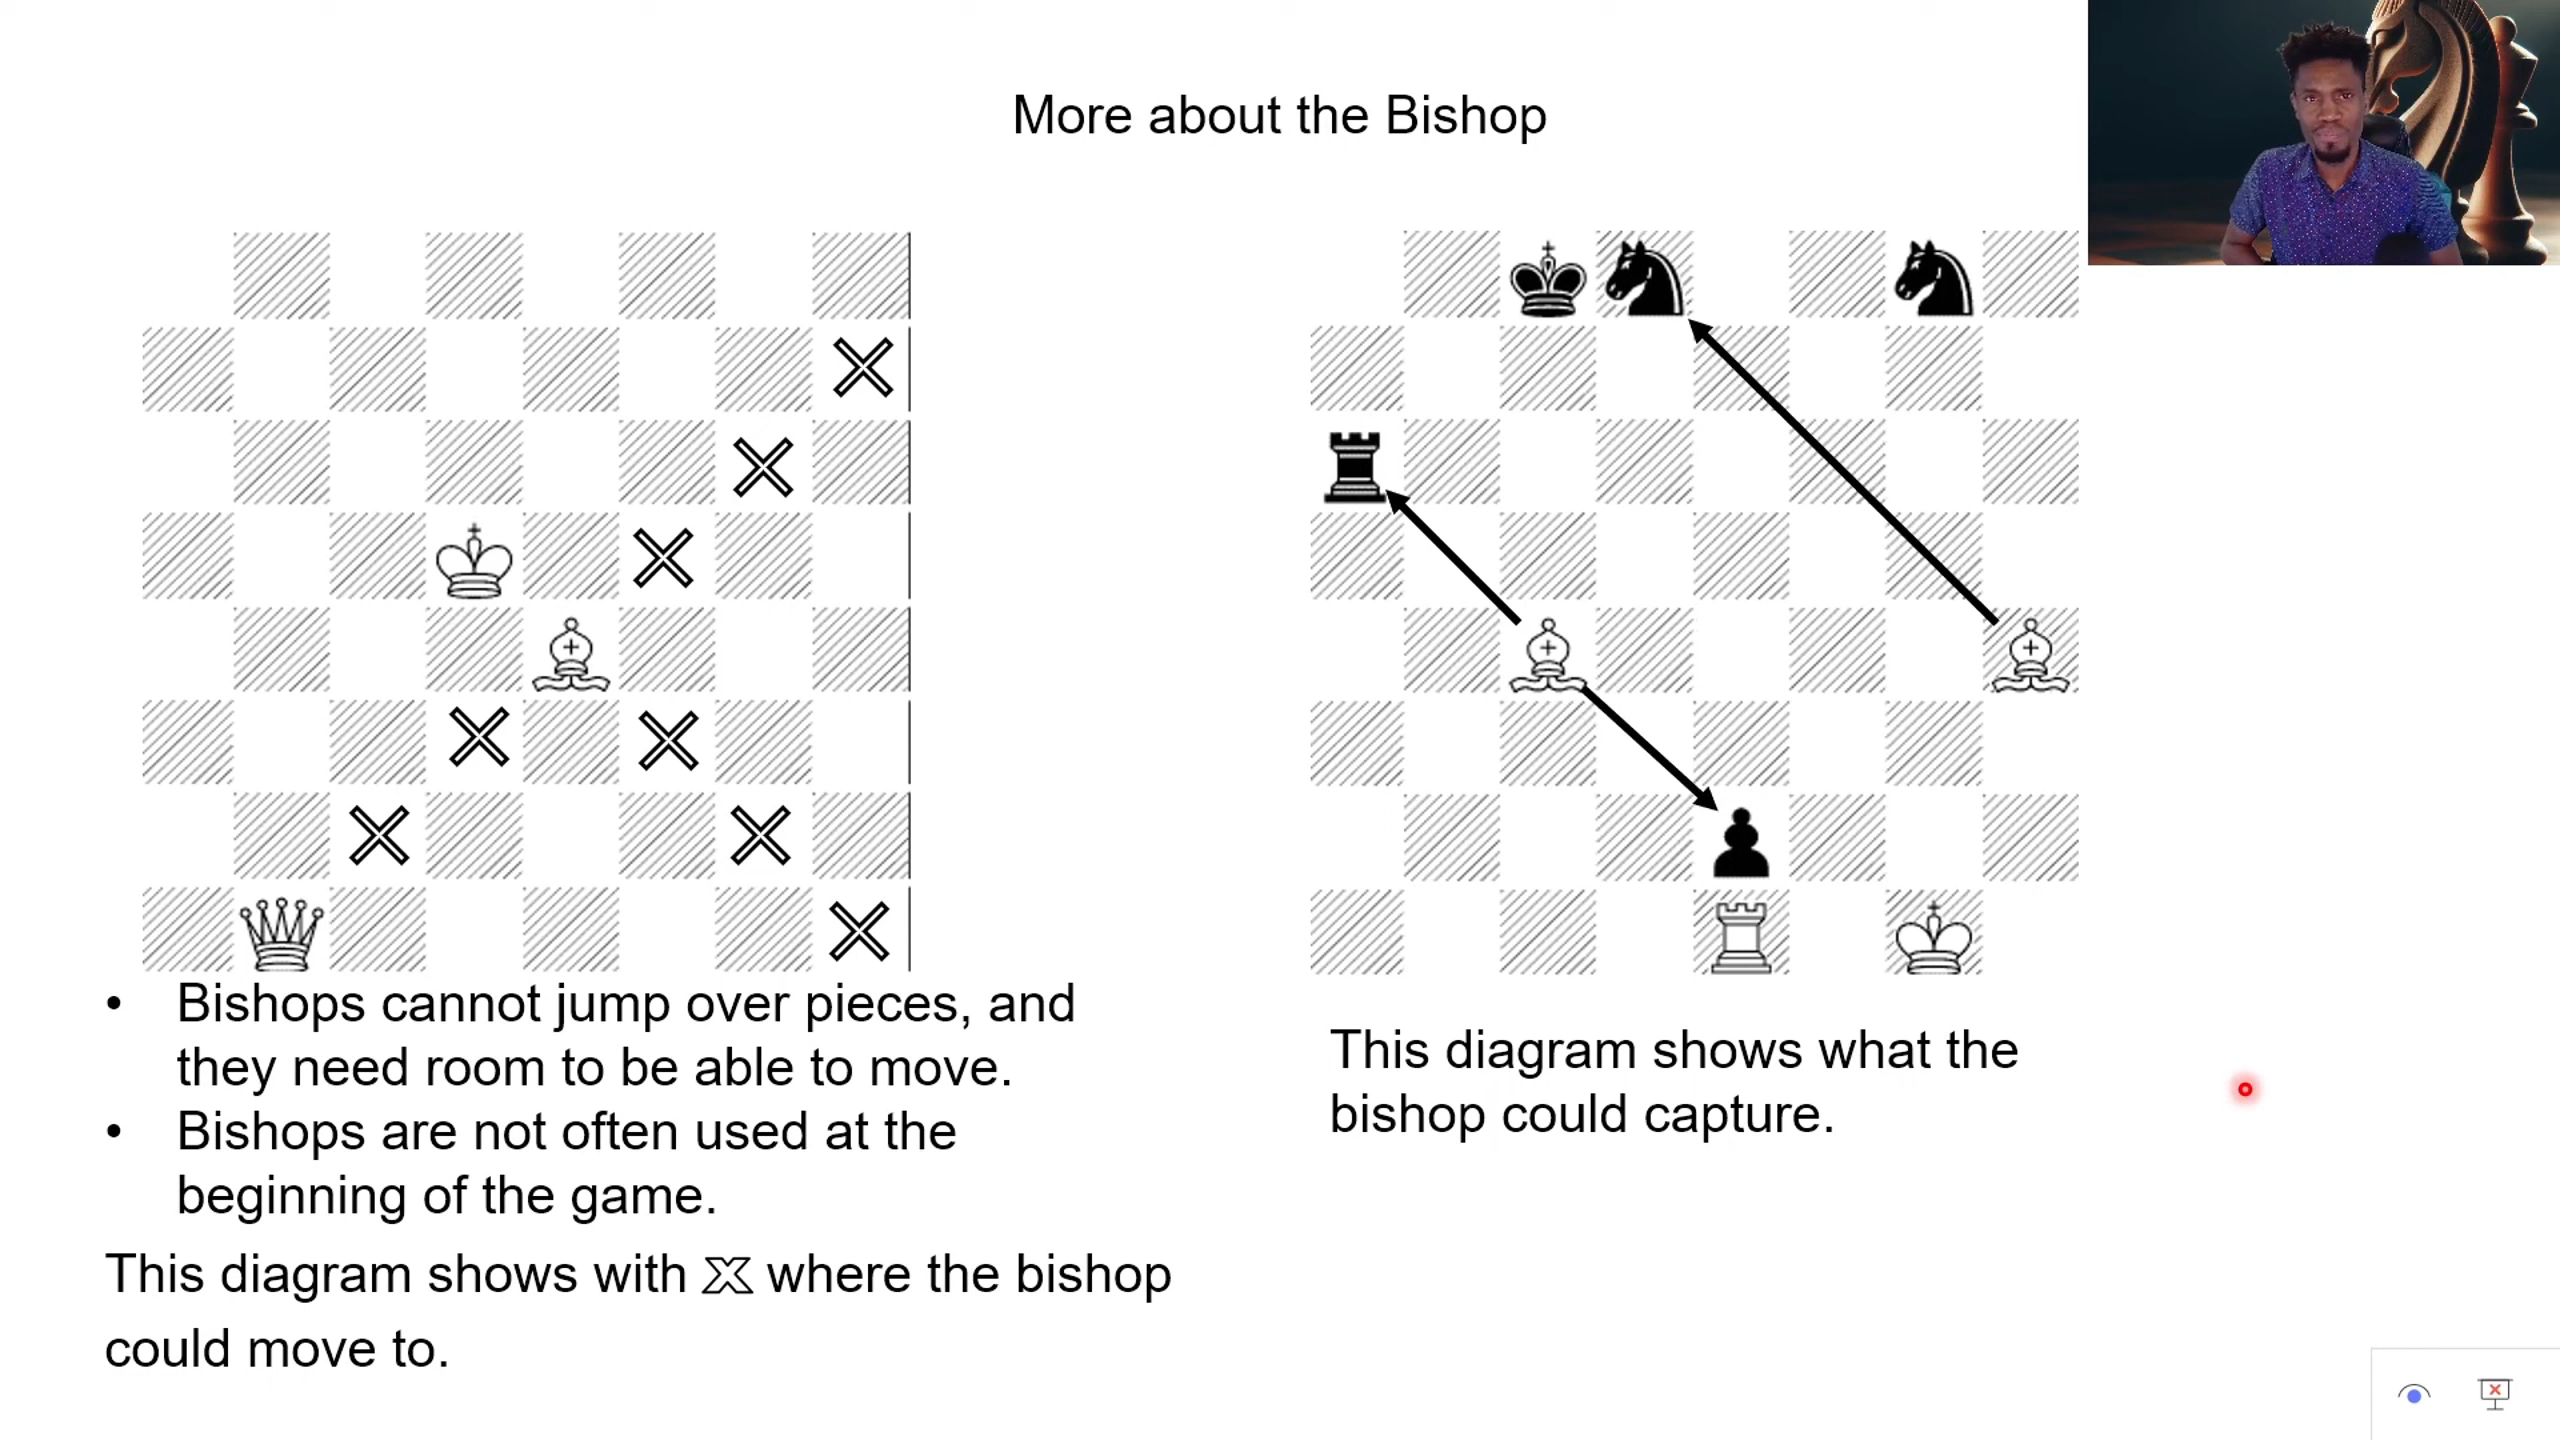 More about the Bishop
• Bishops cannot jump over pieces, and
they need room to be able to move.
• Bishops are not often used at the
beginning of the game.
This diagram shows with X where the bishop
could move to.
This diagram shows what the
bishop could capture.